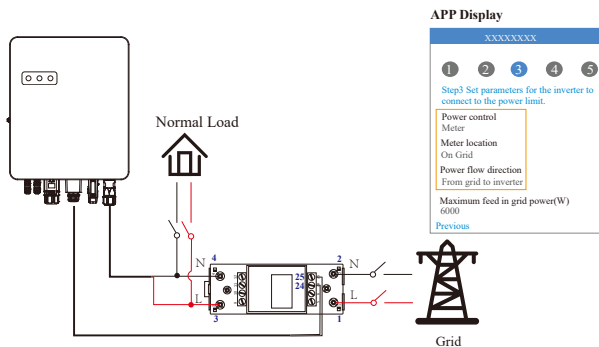 APP Display
XXXXXXXX
1 2 3 4 5
Step3 Set parameters for the inverter to
connect to the power limit.
Power control
Meter
Meter location
On Grid
Power flow direction
From grid to inverter
Maximum feed in grid power(W)
6000
Previous
Normal Load
N
4
2
N
25
24
L
3
1
L
Grid